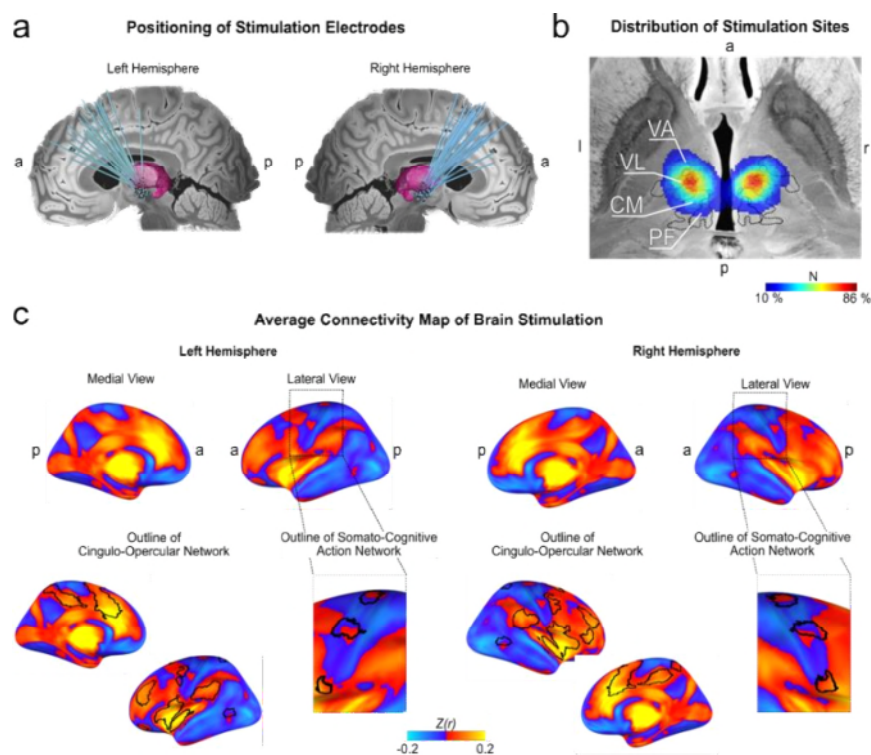 a
Positioning of Stimulation Electrodes
Left Hemisphere
Right Hemisphere
a
p
p
a
b
Distribution of Stimulation Sites
a
l
r
VA
VL
CM
PF
p
N
10 %
86 %
c
Average Connectivity Map of Brain Stimulation
Left Hemisphere
Right Hemisphere
Medial View
Lateral View
Medial View
Lateral View
p
a
a
p
p
a
a
p
Outline of
Cingulo-Opercular Network
Outline of Somato-Cognitive
Action Network
Outline of
Cingulo-Opercular Network
Outline of Somato-Cognitive
Action Network
Z(r)
-0.2
0.2